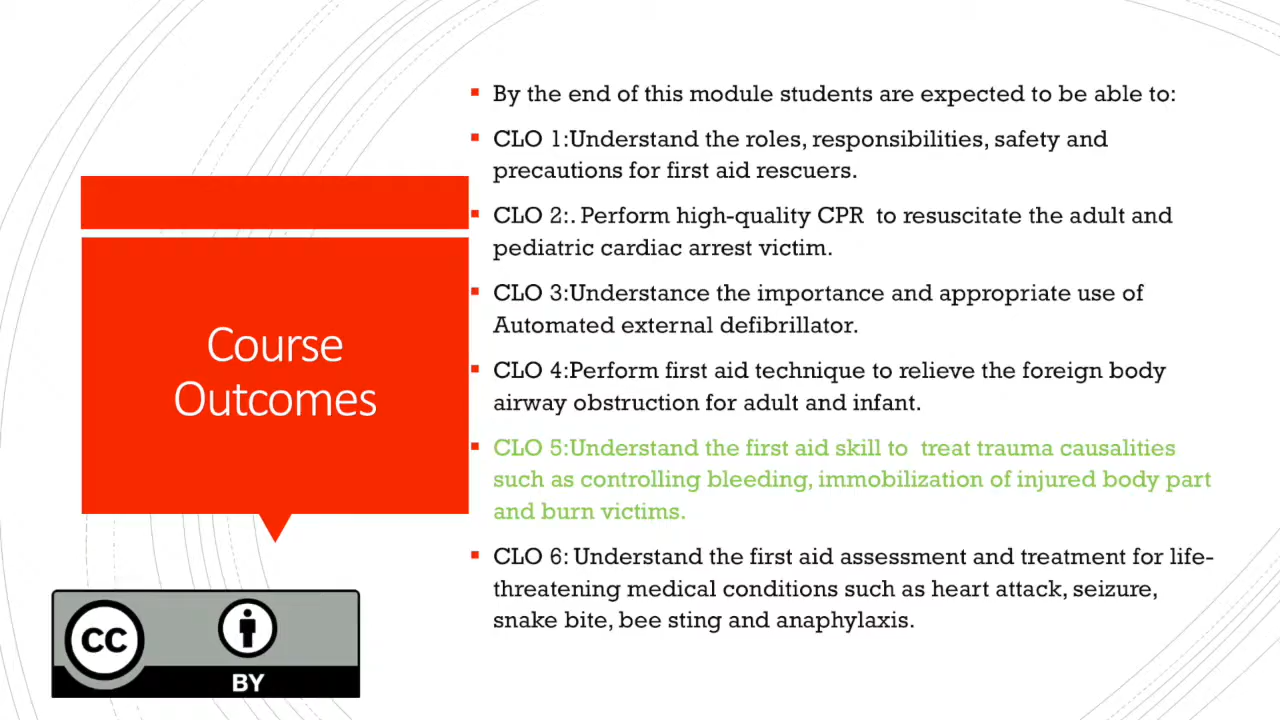 Course
Outcomes
By the end of this module students are expected to be able to:
CLO 1:Understand the roles, responsibilities, safety and
precautions for first aid rescuers.
CLO 2:. Perform high-quality CPR  to resuscitate the adult and
pediatric cardiac arrest victim.
CLO 3:Understance the importance and appropriate use of
Automated external defibrillator.
CLO 4:Perform first aid technique to relieve the foreign body
airway obstruction for adult and infant.
CLO 5:Understand the first aid skill to  treat trauma causalities
such as controlling bleeding, immobilization of injured body part
and burn victims.
CLO 6: Understand the first aid assessment and treatment for life-
threatening medical conditions such as heart attack, seizure,
snake bite, bee sting and anaphylaxis.
CC
BY